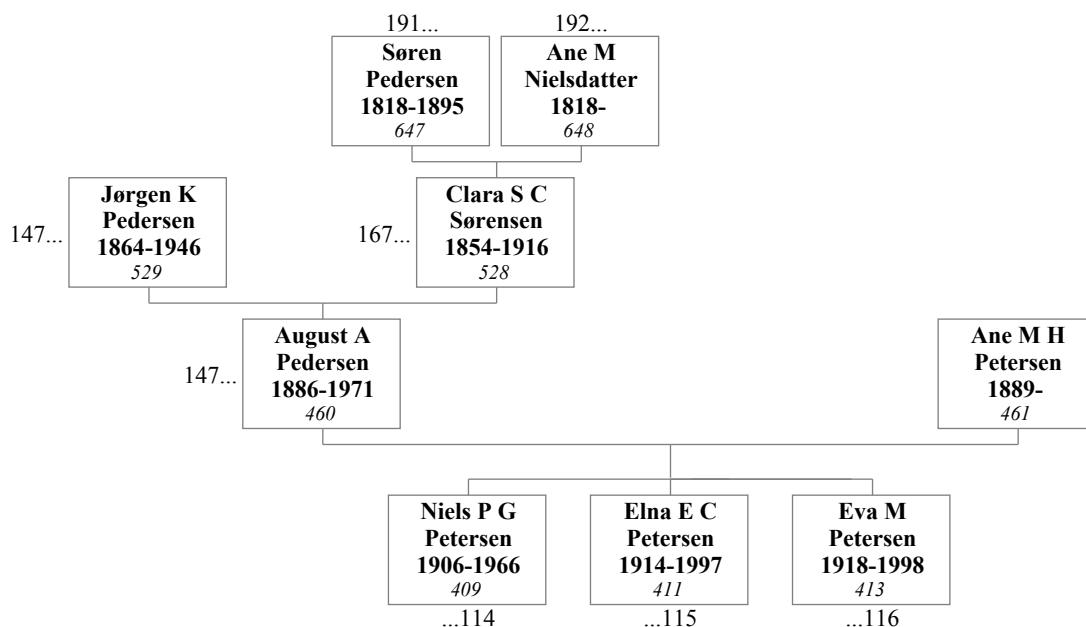 191...
Søren
Pedersen
1818-1895
647
192...
Ane M
Nielsdatter
1818-
648
147...
Jørgen K
Pedersen
1864-1946
529
167...
Clara S C
Sørensen
1854-1916
528
147...
August A
Pedersen
1886-1971
460
Ane M H
Petersen
1889-
461
Niels P G
Petersen
1906-1966
409
...114
Elna E C
Petersen
1914-1997
411
...115
Eva M
Petersen
1918-1998
413
...116